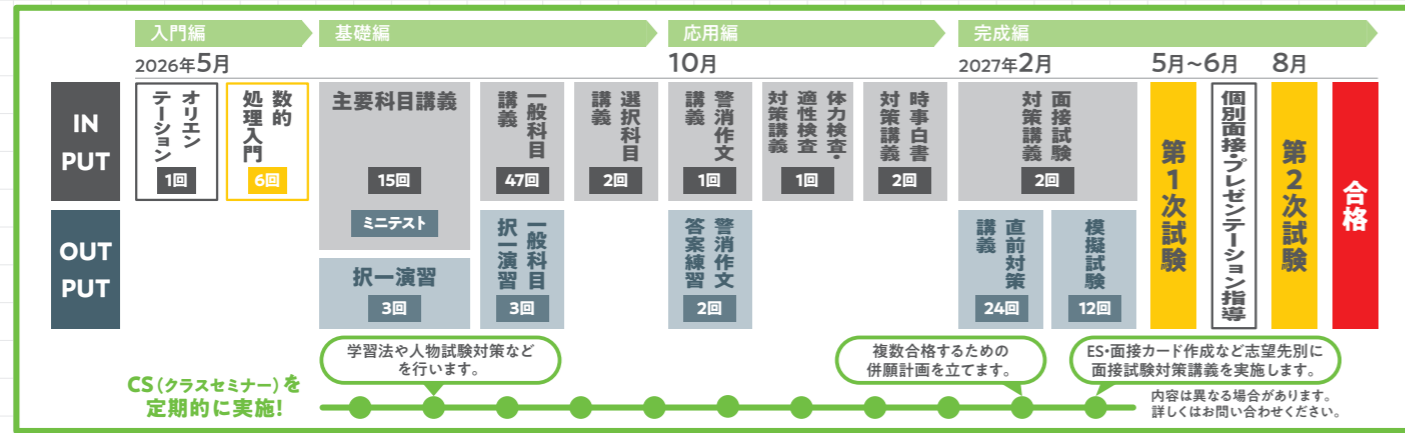 入門編
基礎編
応用編
完成編
2026年5月
10月
2027年2月
5月~6月
8月
IN
PUT
オリエン
テーション
1回
数的
処理入門
6回
主要科目講義
15回
ミニテスト
一般科目
講義
47回
選択科目
講義
2回
警消作文
講義
1回
体力検査・
適性検査
対策講義
1回
時事白書
対策講義
2回
面接試験
対策講義
2回
第1次試験
個別面接・プレゼンテーション指導
第2次試験
合格
OUT
PUT
択一演習
3回
一般科目
択一演習
3回
警消作文
答案練習
2回
直前対策
講義
24回
模擬試験
12回
学習法や人物試験対策など
を行います。
複数合格するための
併願計画を立てます。
ES・面接カード作成など志望先別に
面接試験対策講義を実施します。
CS(クラスセミナー)を
定期的に実施!
内容は異なる場合があります。
詳しくはお問い合わせください。